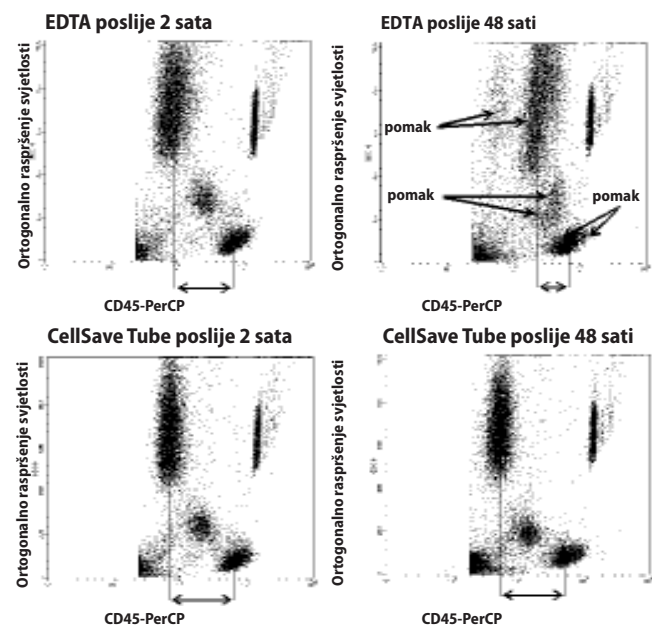 EDTA poslije 2 sata
Ortogonalno raspršenje svjetlosti
CD45-PerCP
EDTA poslije 48 sati
Ortogonalno raspršenje svjetlosti
pomak
pomak
pomak
CD45-PerCP
CellSave Tube poslije 2 sata
Ortogonalno raspršenje svjetlosti
CD45-PerCP
CellSave Tube poslije 48 sati
Ortogonalno raspršenje svjetlosti
CD45-PerCP